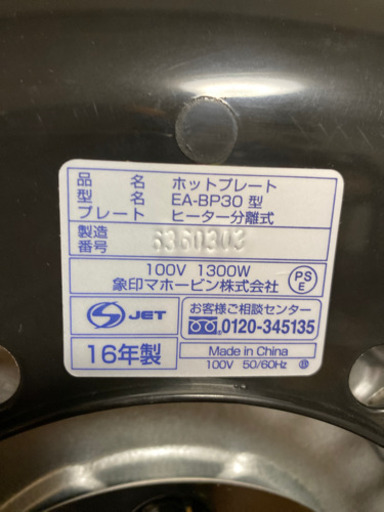 品名 ホットプレート
型名 EA-BP30 型
プレート ヒーター分離式
製造番号 6360303
100V 1300W
象印マホービン株式会社
PS E
JET
お客様ご相談センター
0120-345135
16年製
Made in China
100V 50/60Hz